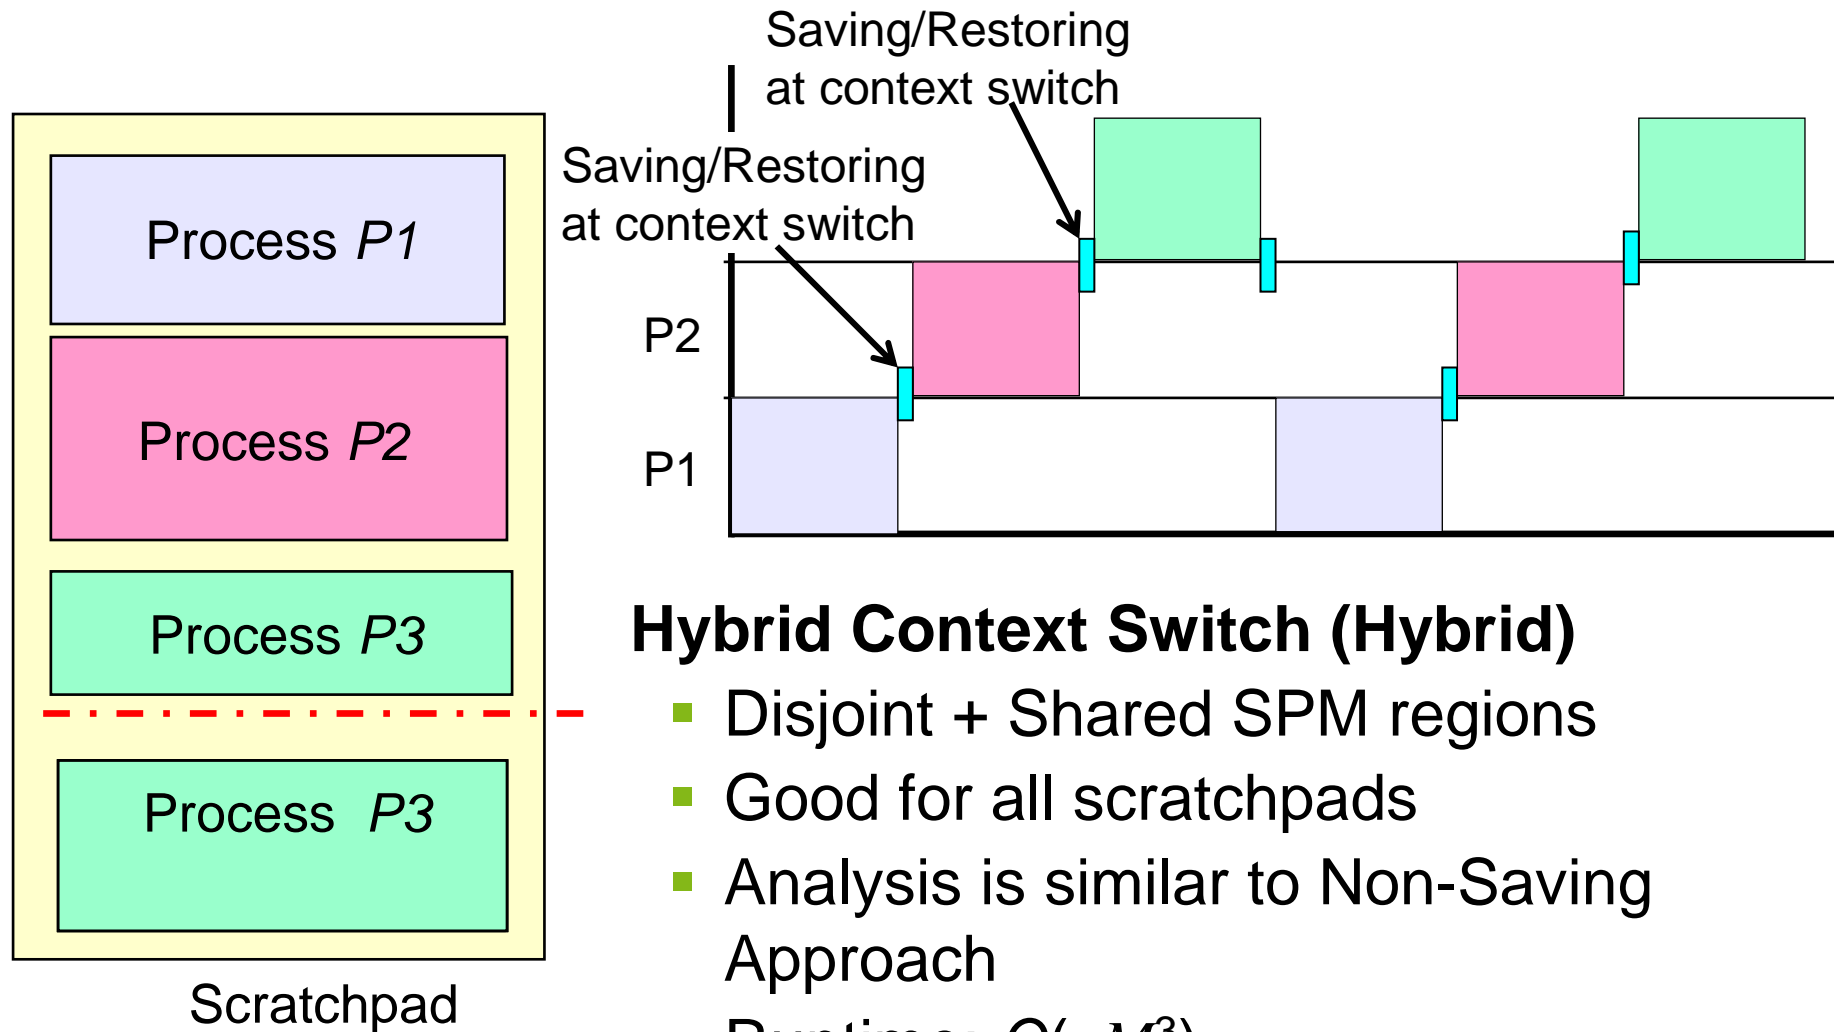 Saving/Restoring
at context switch
Saving/Restoring
at context switch
Process P1
Process P2
Process P3
Process P3
Scratchpad
P2
P1
Hybrid Context Switch (Hybrid)
Disjoint + Shared SPM regions
Good for all scratchpads
Analysis is similar to Non-Saving
Approach
Runtime: